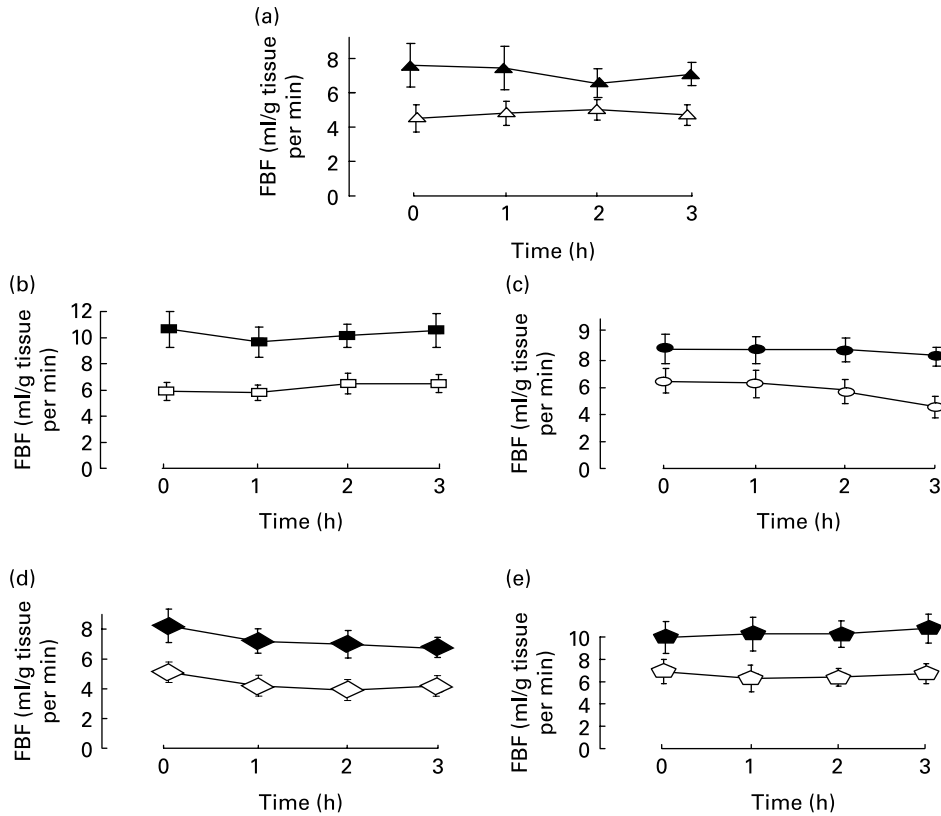 (a)
FBF (ml/g tissue
per min)
8
6
4
2
0
0 1 2 3
Time (h)
(b)
FBF (ml/g tissue
per min)
12
10
8
6
4
2
0
0 1 2 3
Time (h)
(c)
FBF (ml/g tissue
per min)
9
8
6
4
2
0
0 1 2 3
Time (h)
(d)
FBF (ml/g tissue
per min)
8
6
4
2
0
0 1 2 3
Time (h)
(e)
FBF (ml/g tissue
per min)
10
8
6
4
2
0
0 1 2 3
Time (h)